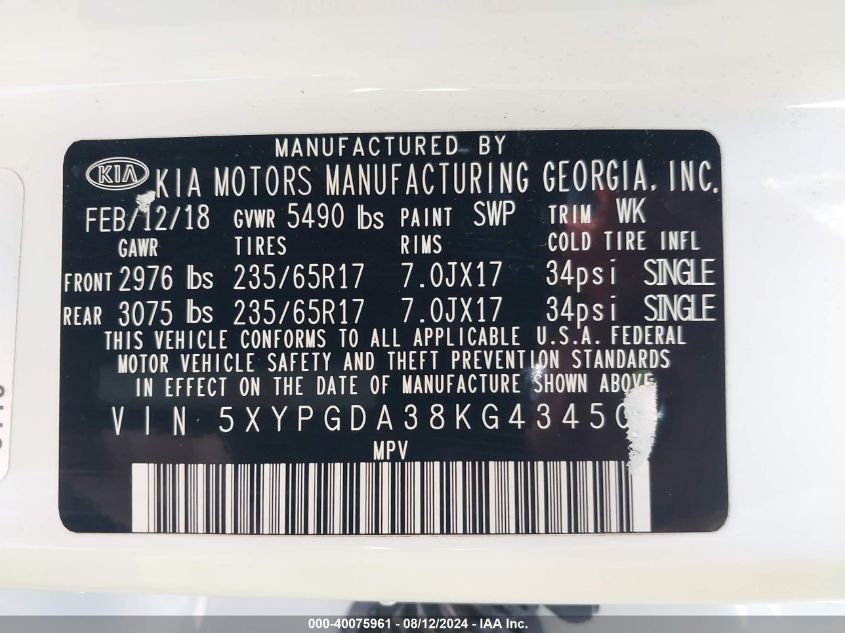 MANUFACTURED BY
KIA KIA MOTORS MANUFACTURING GEORGIA, INC.
FEB/12/18 GVWR 5490 lbs PAINT SWP TRIM WK
GAWR TIRES RIMS COLD TIRE INFL
FRONT 2976 lbs 235/65R17 7.0JX17 34psi SINGLE
REAR 3075 lbs 235/65R17 7.0JX17 34psi SINGLE
THIS VEHICLE CONFORMS TO ALL APPLICABLE U.S.A. FEDERAL
MOTOR VEHICLE SAFETY AND THEFT PREVENTION STANDARDS
IN EFFECT ON THE DATE OF MANUFACTURE SHOWN ABOVE
VIN
MPV
000-40075961 - 08/12/2024 - IAA Inc.